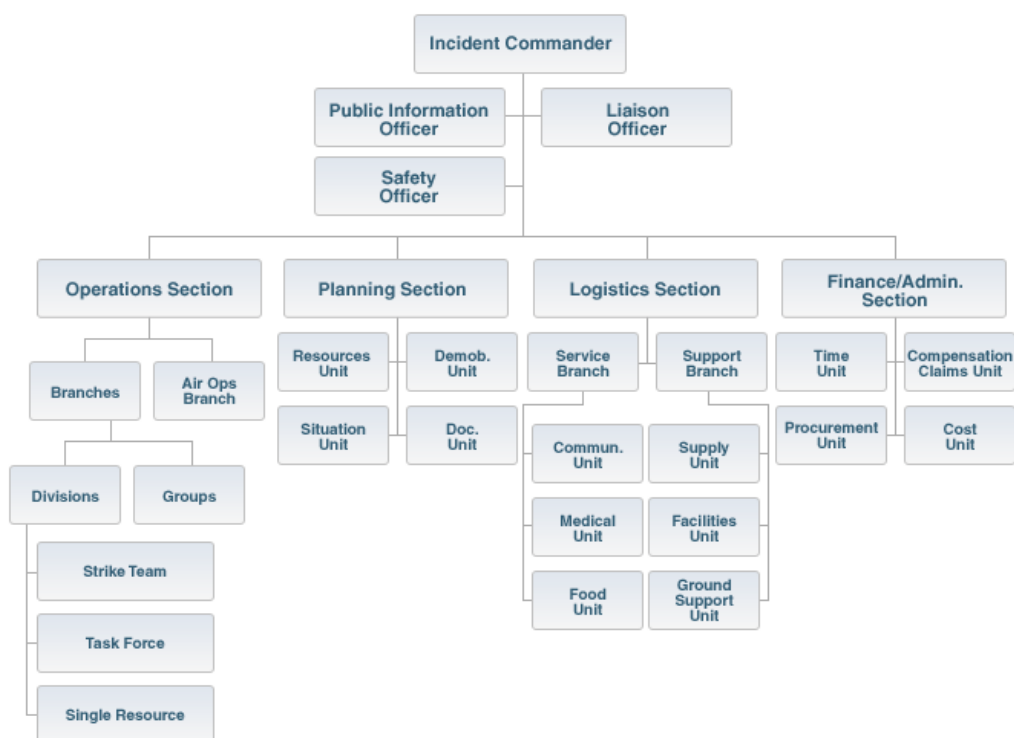 Incident Commander
Public Information
Officer
Liaison
Officer
Safety
Officer
Operations Section
Planning Section
Logistics Section
Finance/Admin.
Section
Resources
Unit
Demob.
Unit
Service
Branch
Support
Branch
Time
Unit
Compensation
Claims Unit
Branches
Air Ops
Branch
Situation
Unit
Doc.
Unit
Procurement
Unit
Cost
Unit
Commun.
Unit
Supply
Unit
Divisions
Groups
Medical
Unit
Facilities
Unit
Strike Team
Food
Unit
Ground
Support
Unit
Task Force
Single Resource